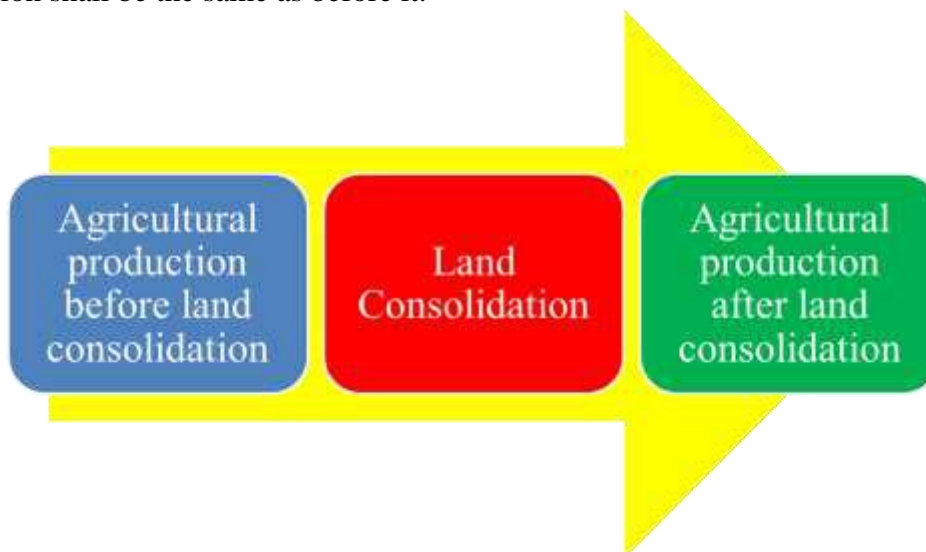 shall be the same as before it.
Agricultural
production
before land
consolidation
Land
Consolidation
Agricultural
production
after land
consolidation